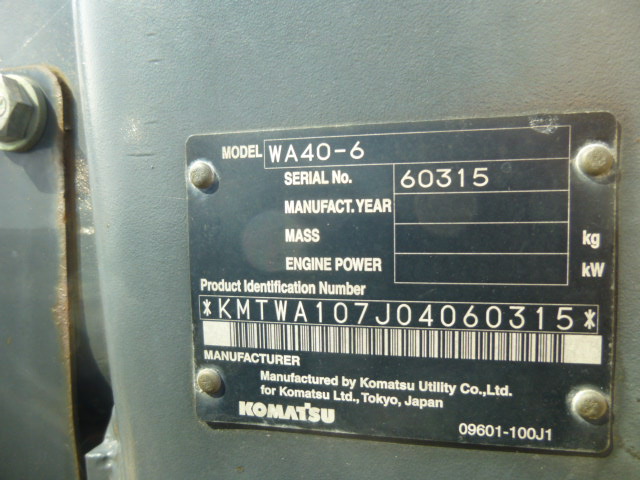 MODEL WA40-6
SERIAL No. 60315
MANUFACT.YEAR
MASS kg
ENGINE POWER kW
Product Identification Number
*KMTWA107J04060315*
MANUFACTURER
Manufactured by Komatsu Utility Co.,Ltd.
for Komatsu Ltd.,Tokyo, Japan
KOMATSU
09601-100J1